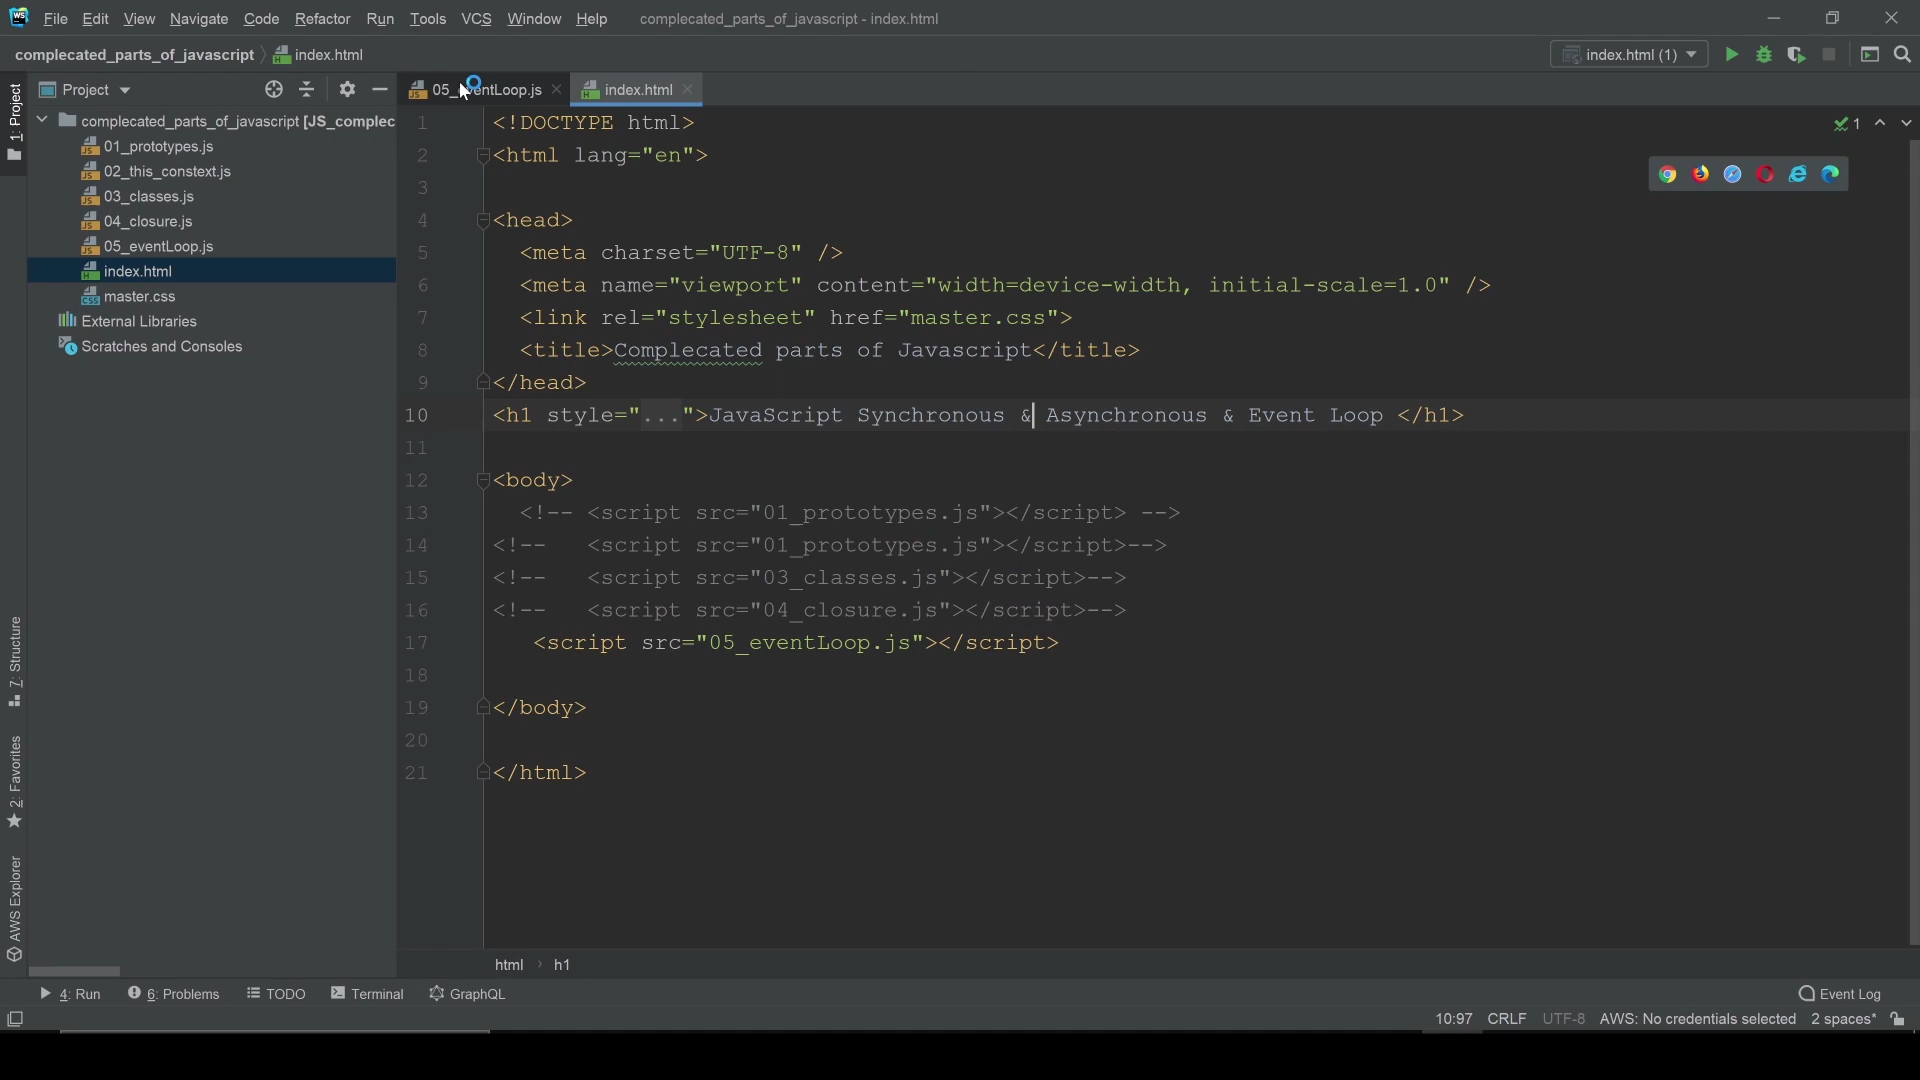 WS File Edit View Navigate Code Refactor Run Tools VCS Window Help complecated_parts_of_javascript - index.html
complecated_parts_of_javascript index.html index.html (1)
1: Project
Project
05_ entLoop.js
index.html
complecated_parts_of_javascript [JS_complec
01_prototypes.js
02_this_constext.js
03_classes.js
04_closure.js
05_eventLoop.js
index.html
master.css
External Libraries
Scratches and Consoles
7: Structure
2: Favorites
AWS Explorer
1 <!DOCTYPE html>
2 <html lang="en">
3
4 <head>
5 <meta charset="UTF-8" />
6 <meta name="viewport" content="width=device-width, initial-scale=1.0" />
7 <link rel="stylesheet" href="master.css">
8 <title>Complecated parts of Javascript</title>
9 </head>
10 <h1 style="...">JavaScript Synchronous & Asynchronous & Event Loop </h1>
11
12 <body>
13 <!-- <script src="01_prototypes.js"></script> -->
14 <!-- <script src="01_prototypes.js"></script>-->
15 <!-- <script src="03_classes.js"></script>-->
16 <!-- <script src="04_closure.js"></script>-->
17 <script src="05_eventLoop.js"></script>
18
19 </body>
20
21 </html>
1
html h1
4: Run 6: Problems TODO Terminal GraphQL Event Log
10:97 CRLF UTF-8 AWS: No credentials selected 2 spaces*